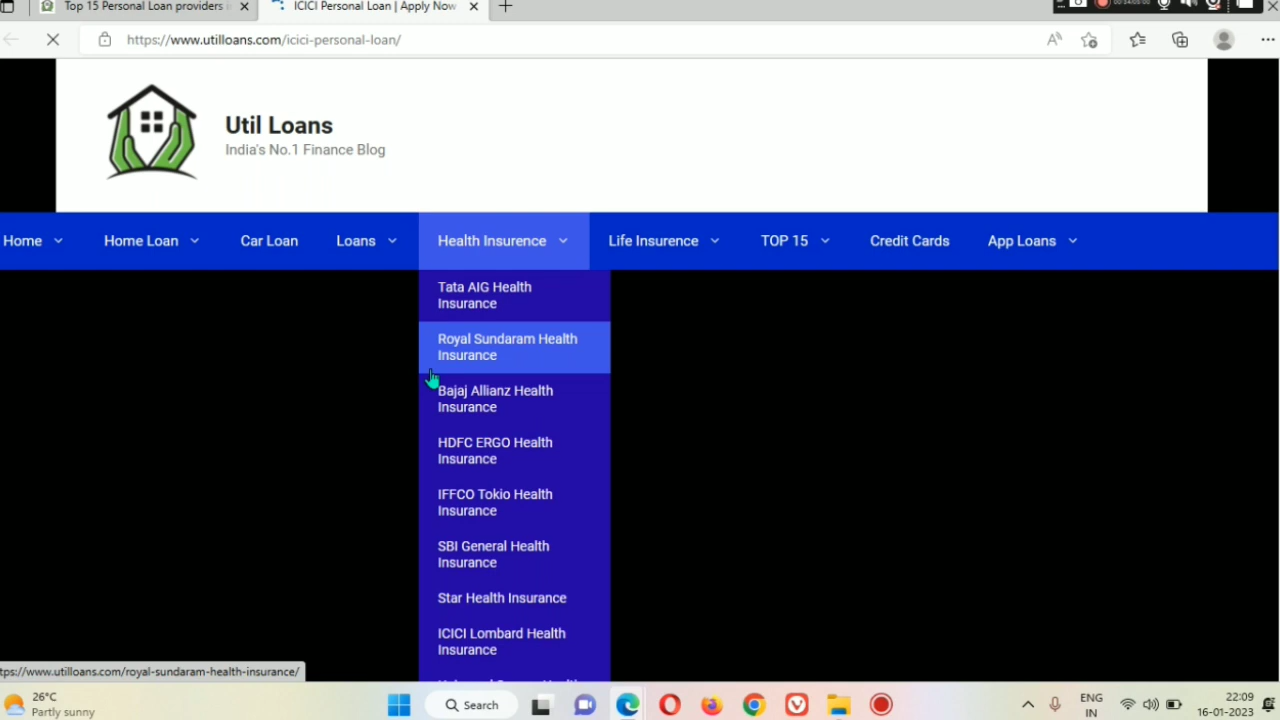 Top 15 Personal Loan providers i
ICICI Personal Loan | Apply Now
https://www.utilloans.com/icici-personal-loan/
Util Loans
India's No.1 Finance Blog
Home
Home Loan
Car Loan
Loans
Health Insurence
Life Insurence
TOP 15
Credit Cards
App Loans
Tata AIG Health
Insurance
Royal Sundaram Health
Insurance
Bajaj Allianz Health
Insurance
HDFC ERGO Health
Insurance
IFFCO Tokio Health
Insurance
SBI General Health
Insurance
Star Health Insurance
ICICI Lombard Health
Insurance
tps://www.utilloans.com/royal-sundaram-health-insurance/
26°C
Partly sunny
Search
ENG
IN
22:09
16-01-2023